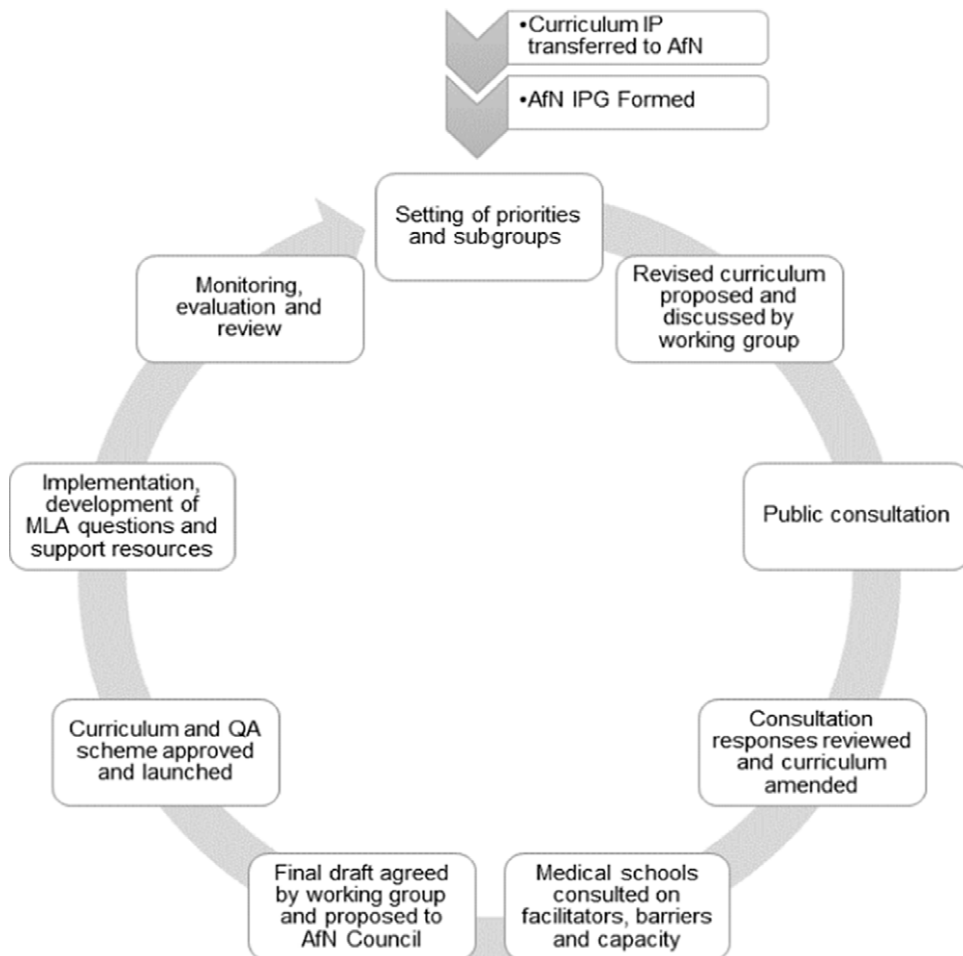 •Curriculum IP
transferred to AfN
•AfN IPG Formed
Setting of priorities
and subgroups
Revised curriculum
proposed and
discussed by
working group
Public consultation
Consultation
responses reviewed
and curriculum
amended
Medical schools
consulted on
facilitators, barriers
and capacity
Final draft agreed
by working group
and proposed to
AfN Council
Curriculum and QA
scheme approved
and launched
Implementation,
development of
MLA questions and
support resources
Monitoring,
evaluation and
review